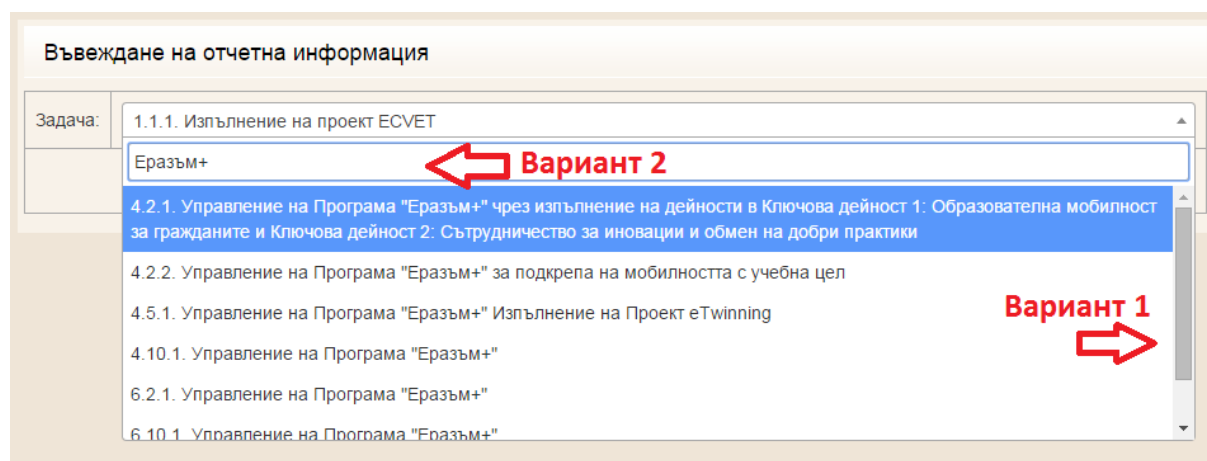 Въвеждане на отчетна информация
Задача:
1.1.1. Изпълнение на проект ECVET
Еразъм+
Вариант 2
4.2.1. Управление на Програма "Еразъм+" чрез изпълнение на дейности в Ключова дейност 1: Образователна мобилност
за гражданите и Ключова дейност 2: Сътрудничество за иновации и обмен на добри практики
4.2.2. Управление на Програма "Еразъм+" за подкрепа на мобилността с учебна цел
4.5.1. Управление на Програма "Еразъм+" Изпълнение на Проект eTwinning
Вариант 1
4.10.1. Управление на Програма "Еразъм+"
6.2.1. Управление на Програма "Еразъм+"
6.10.1. Управление на Програма "Еразъм+"